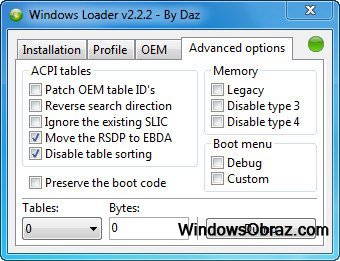 Windows Loader v2.2.2 - By Daz
Installation Profile OEM Advanced options
ACPI tables
Patch OEM table ID's
Reverse search direction
Ignore the existing SLIC
Move the RSDP to EBDA
Disable table sorting
Preserve the boot code
Memory
Legacy
Disable type 3
Disable type 4
Boot menu
Debug
Custom
Tables: Bytes:
0 0
WindowsObraz.com